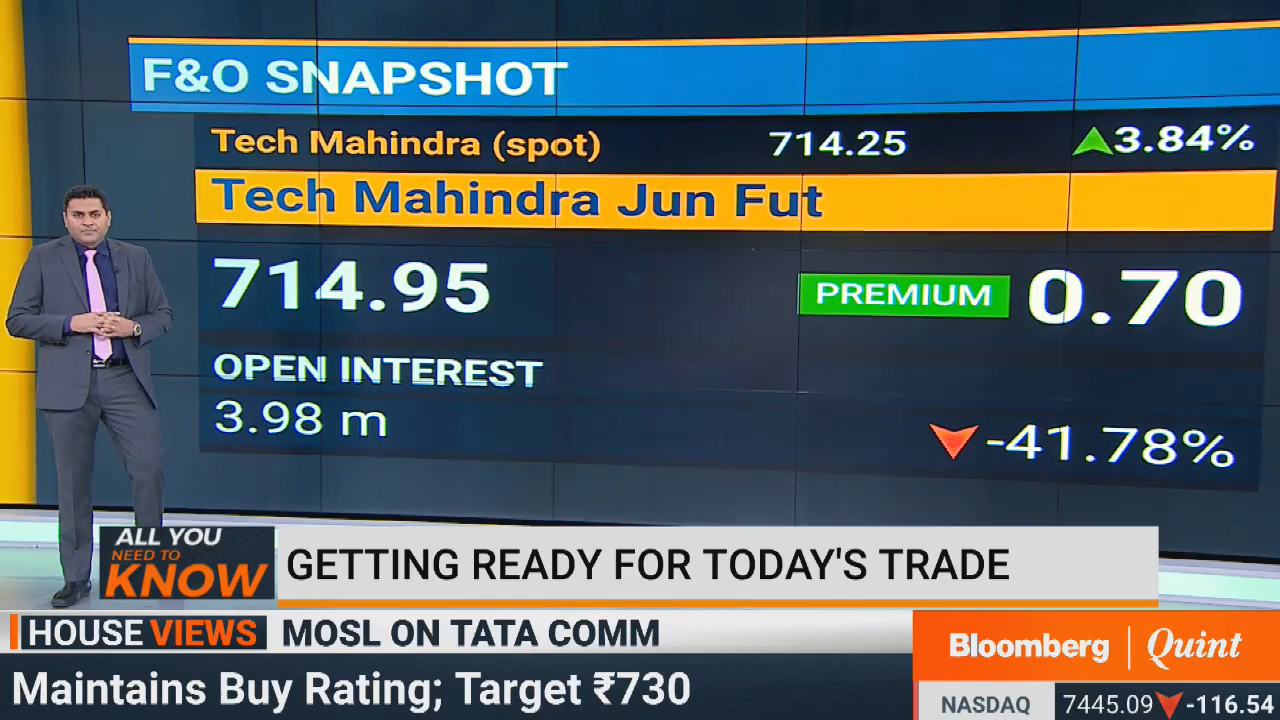 F&O SNAPSHOT
Tech Mahindra (spot) 714.25 ▲3.84%
Tech Mahindra Jun Fut
714.95 PREMIUM 0.70
OPEN INTEREST
3.98 m ▼-41.78%
ALL YOU
NEED TO
KNOW
GETTING READY FOR TODAY'S TRADE
HOUSE VIEWS MOSL ON TATA COMM
Maintains Buy Rating; Target ₹730
Bloomberg | Quint
NASDAQ 7445.09▼-116.54